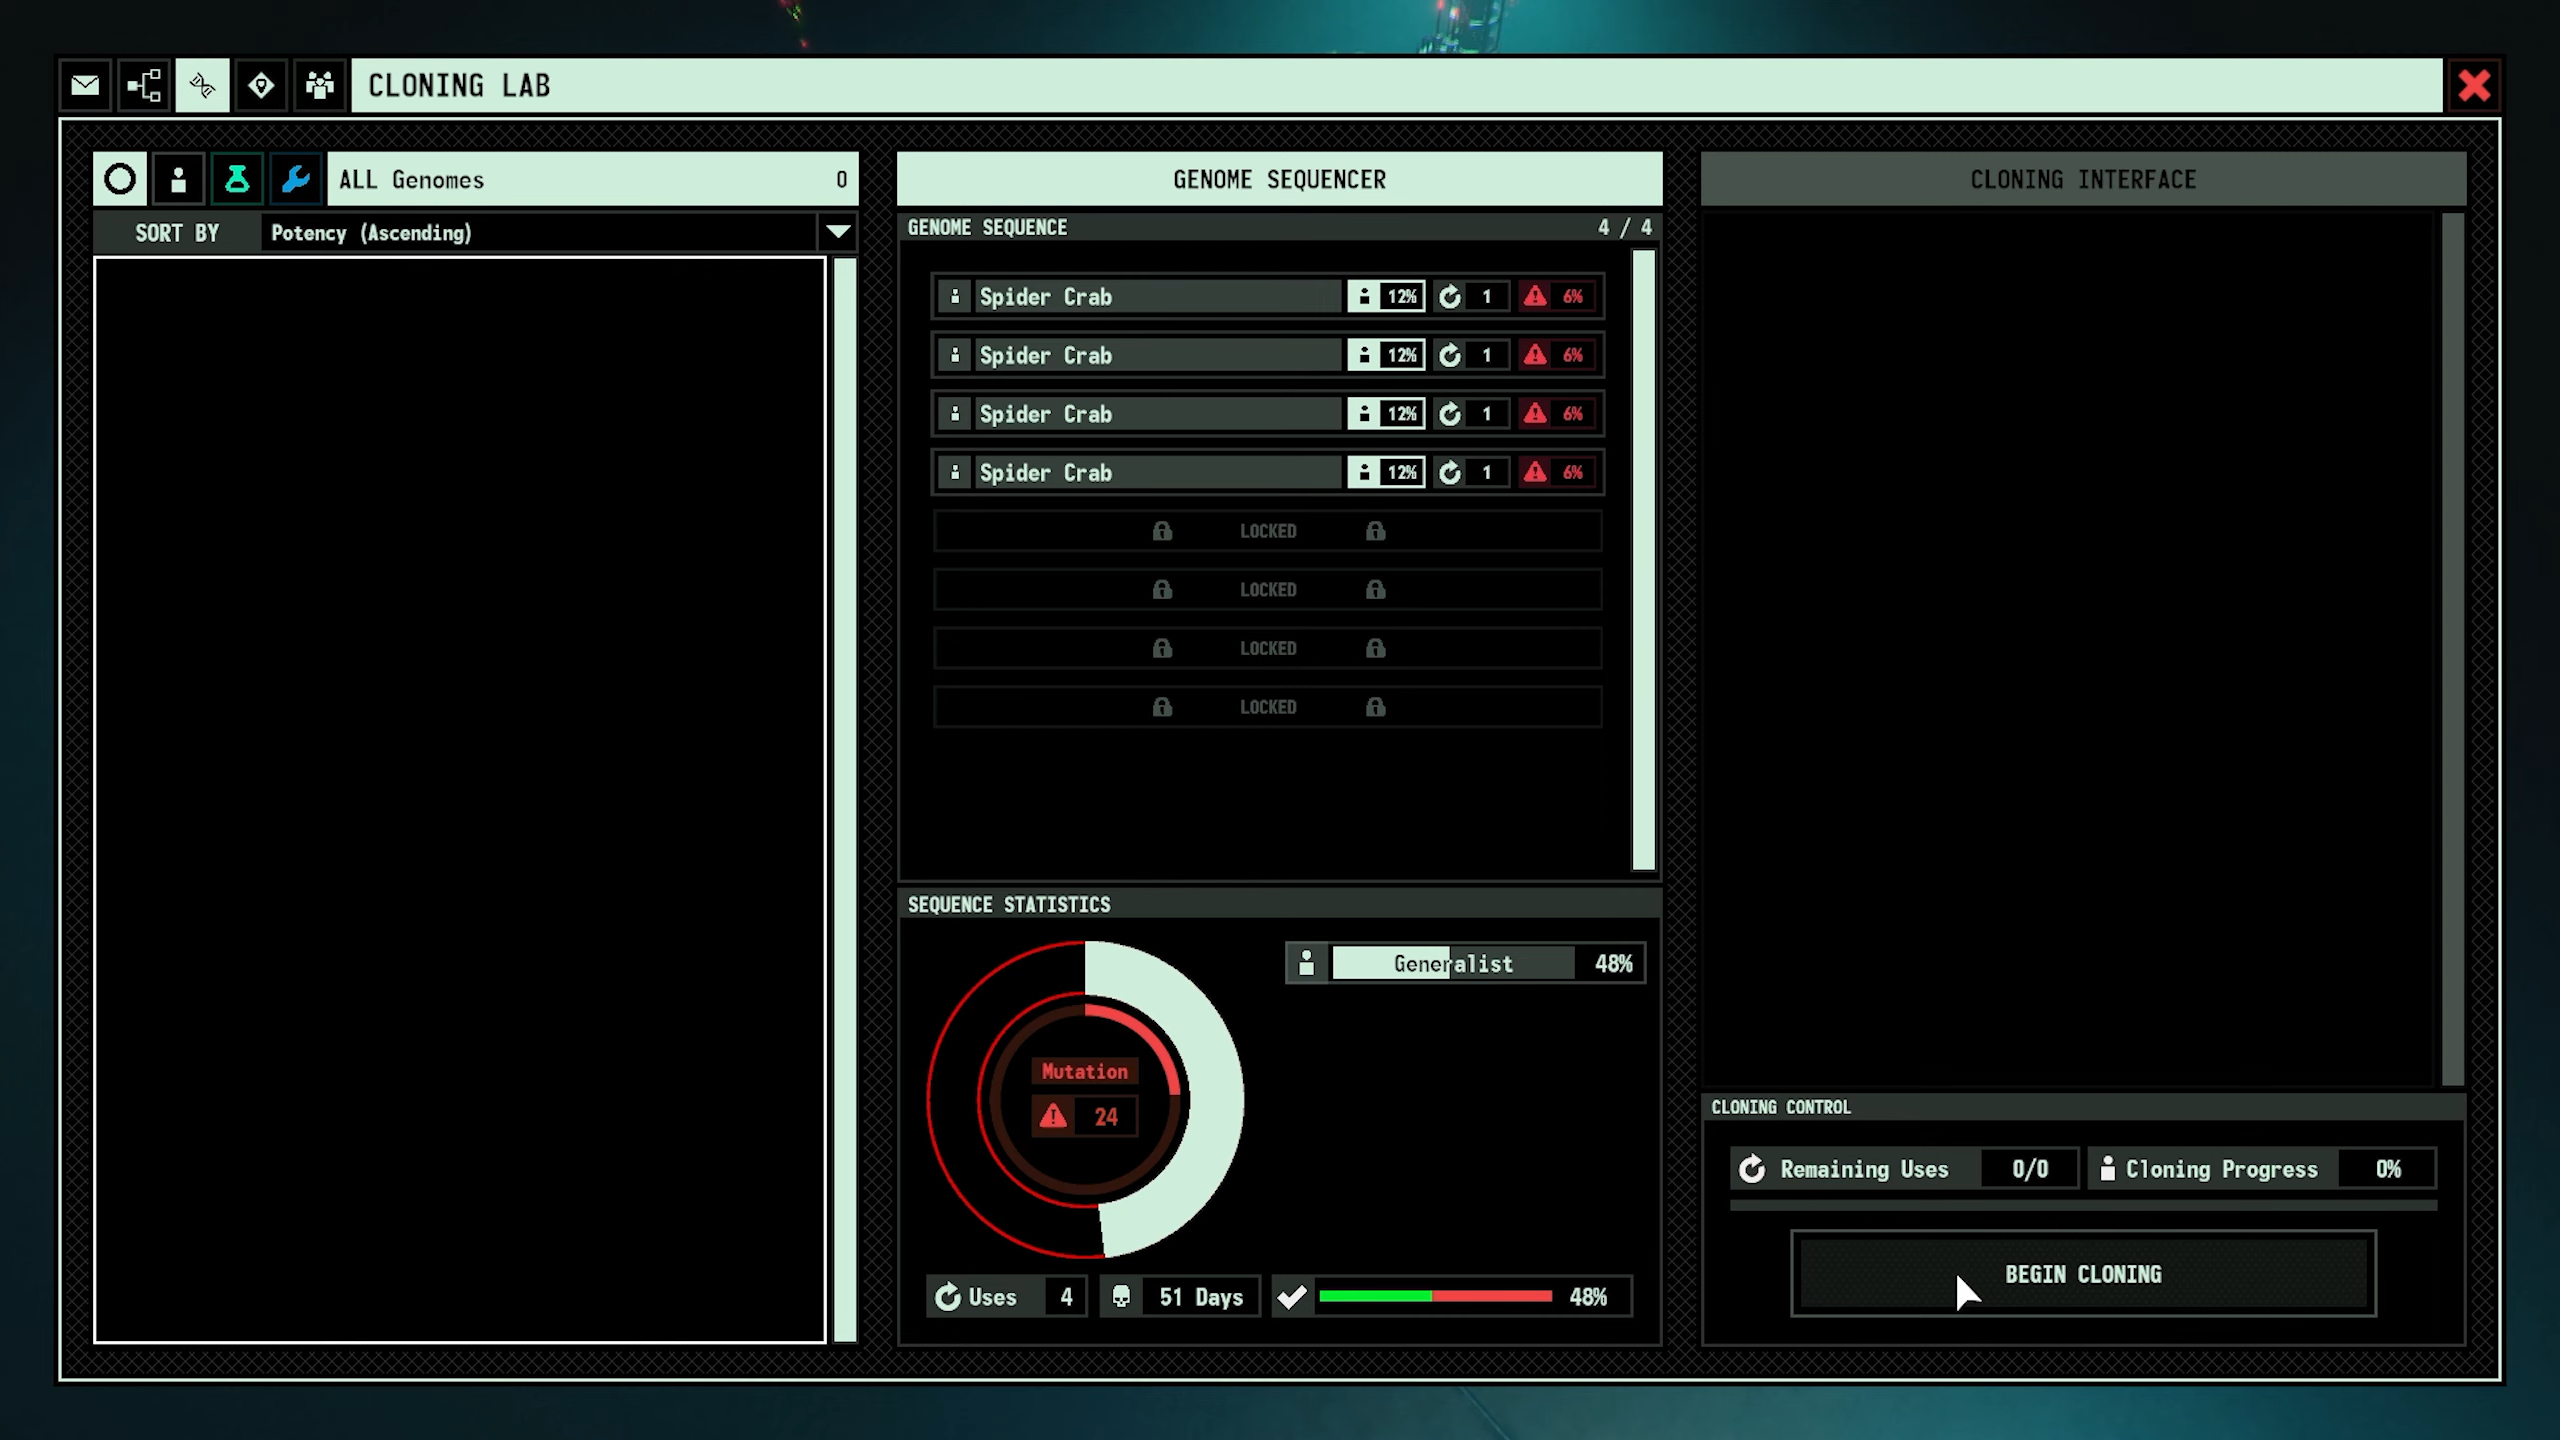 CLONING LAB
ALL Genomes 0
SORT BY Potency (Ascending)
GENOME SEQUENCER
GENOME SEQUENCE 4 / 4
Spider Crab 12% 1 6%
Spider Crab 12% 1 6%
Spider Crab 12% 1 6%
Spider Crab 12% 1 6%
LOCKED
LOCKED
LOCKED
LOCKED
SEQUENCE STATISTICS
Generalist 48%
Mutation
24
Uses 4 51 Days 48%
CLONING INTERFACE
CLONING CONTROL
Remaining Uses 0/0 Cloning Progress 0%
BEGIN CLONING